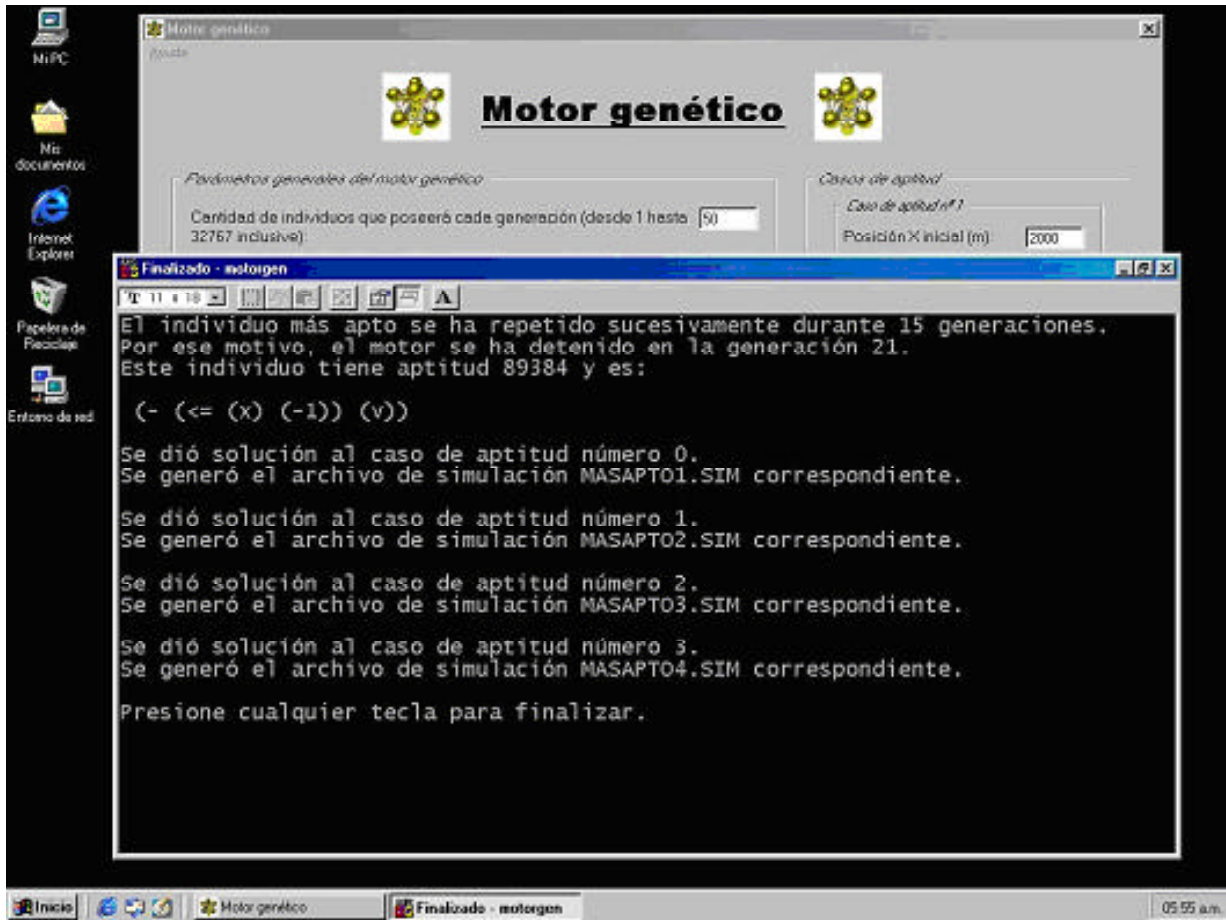 Mi PC
Mis
documentos
Internet
Explorer
Papelera de
Reciclaje
Entorno de red
Motor genético
Ayuda
Motor genético
Parámetros generales del motor genético
Cantidad de individuos que poseerá cada generación (desde 1 hasta 50
32767 inclusive):
Casos de aptitud
Caso de aptitud nº 1
Posición X inicial (m): 2000
Finalizado - motorgen
11 x 18
A
El individuo más apto se ha repetido sucesivamente durante 15 generaciones.
Por ese motivo, el motor se ha detenido en la generación 21.
Este individuo tiene aptitud 89384 y es:
(- (<= (x) (-1)) (v))
Se dió solución al caso de aptitud número 0.
Se generó el archivo de simulación MASAPTO1.SIM correspondiente.
Se dió solución al caso de aptitud número 1.
Se generó el archivo de simulación MASAPTO2.SIM correspondiente.
Se dió solución al caso de aptitud número 2.
Se generó el archivo de simulación MASAPTO3.SIM correspondiente.
Se dió solución al caso de aptitud número 3.
Se generó el archivo de simulación MASAPTO4.SIM correspondiente.
Presione cualquier tecla para finalizar.
Inicio
Motor genético
Finalizado - motorgen
05:55 a.m.